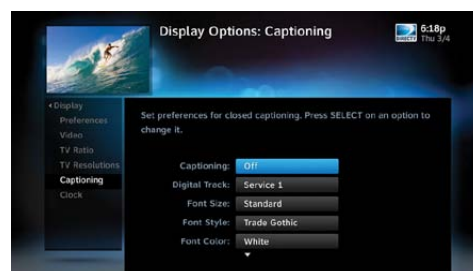 Display Options: Captioning
DIRECTV
6:18p
Thu 3/4
Display
Preferences
Video
TV Ratio
TV Resolutions
Captioning
Clock
Set preferences for closed captioning. Press SELECT on an option to
change it.
Captioning: Off
Digital Track: Service 1
Font Size: Standard
Font Style: Trade Gothic
Font Color: White